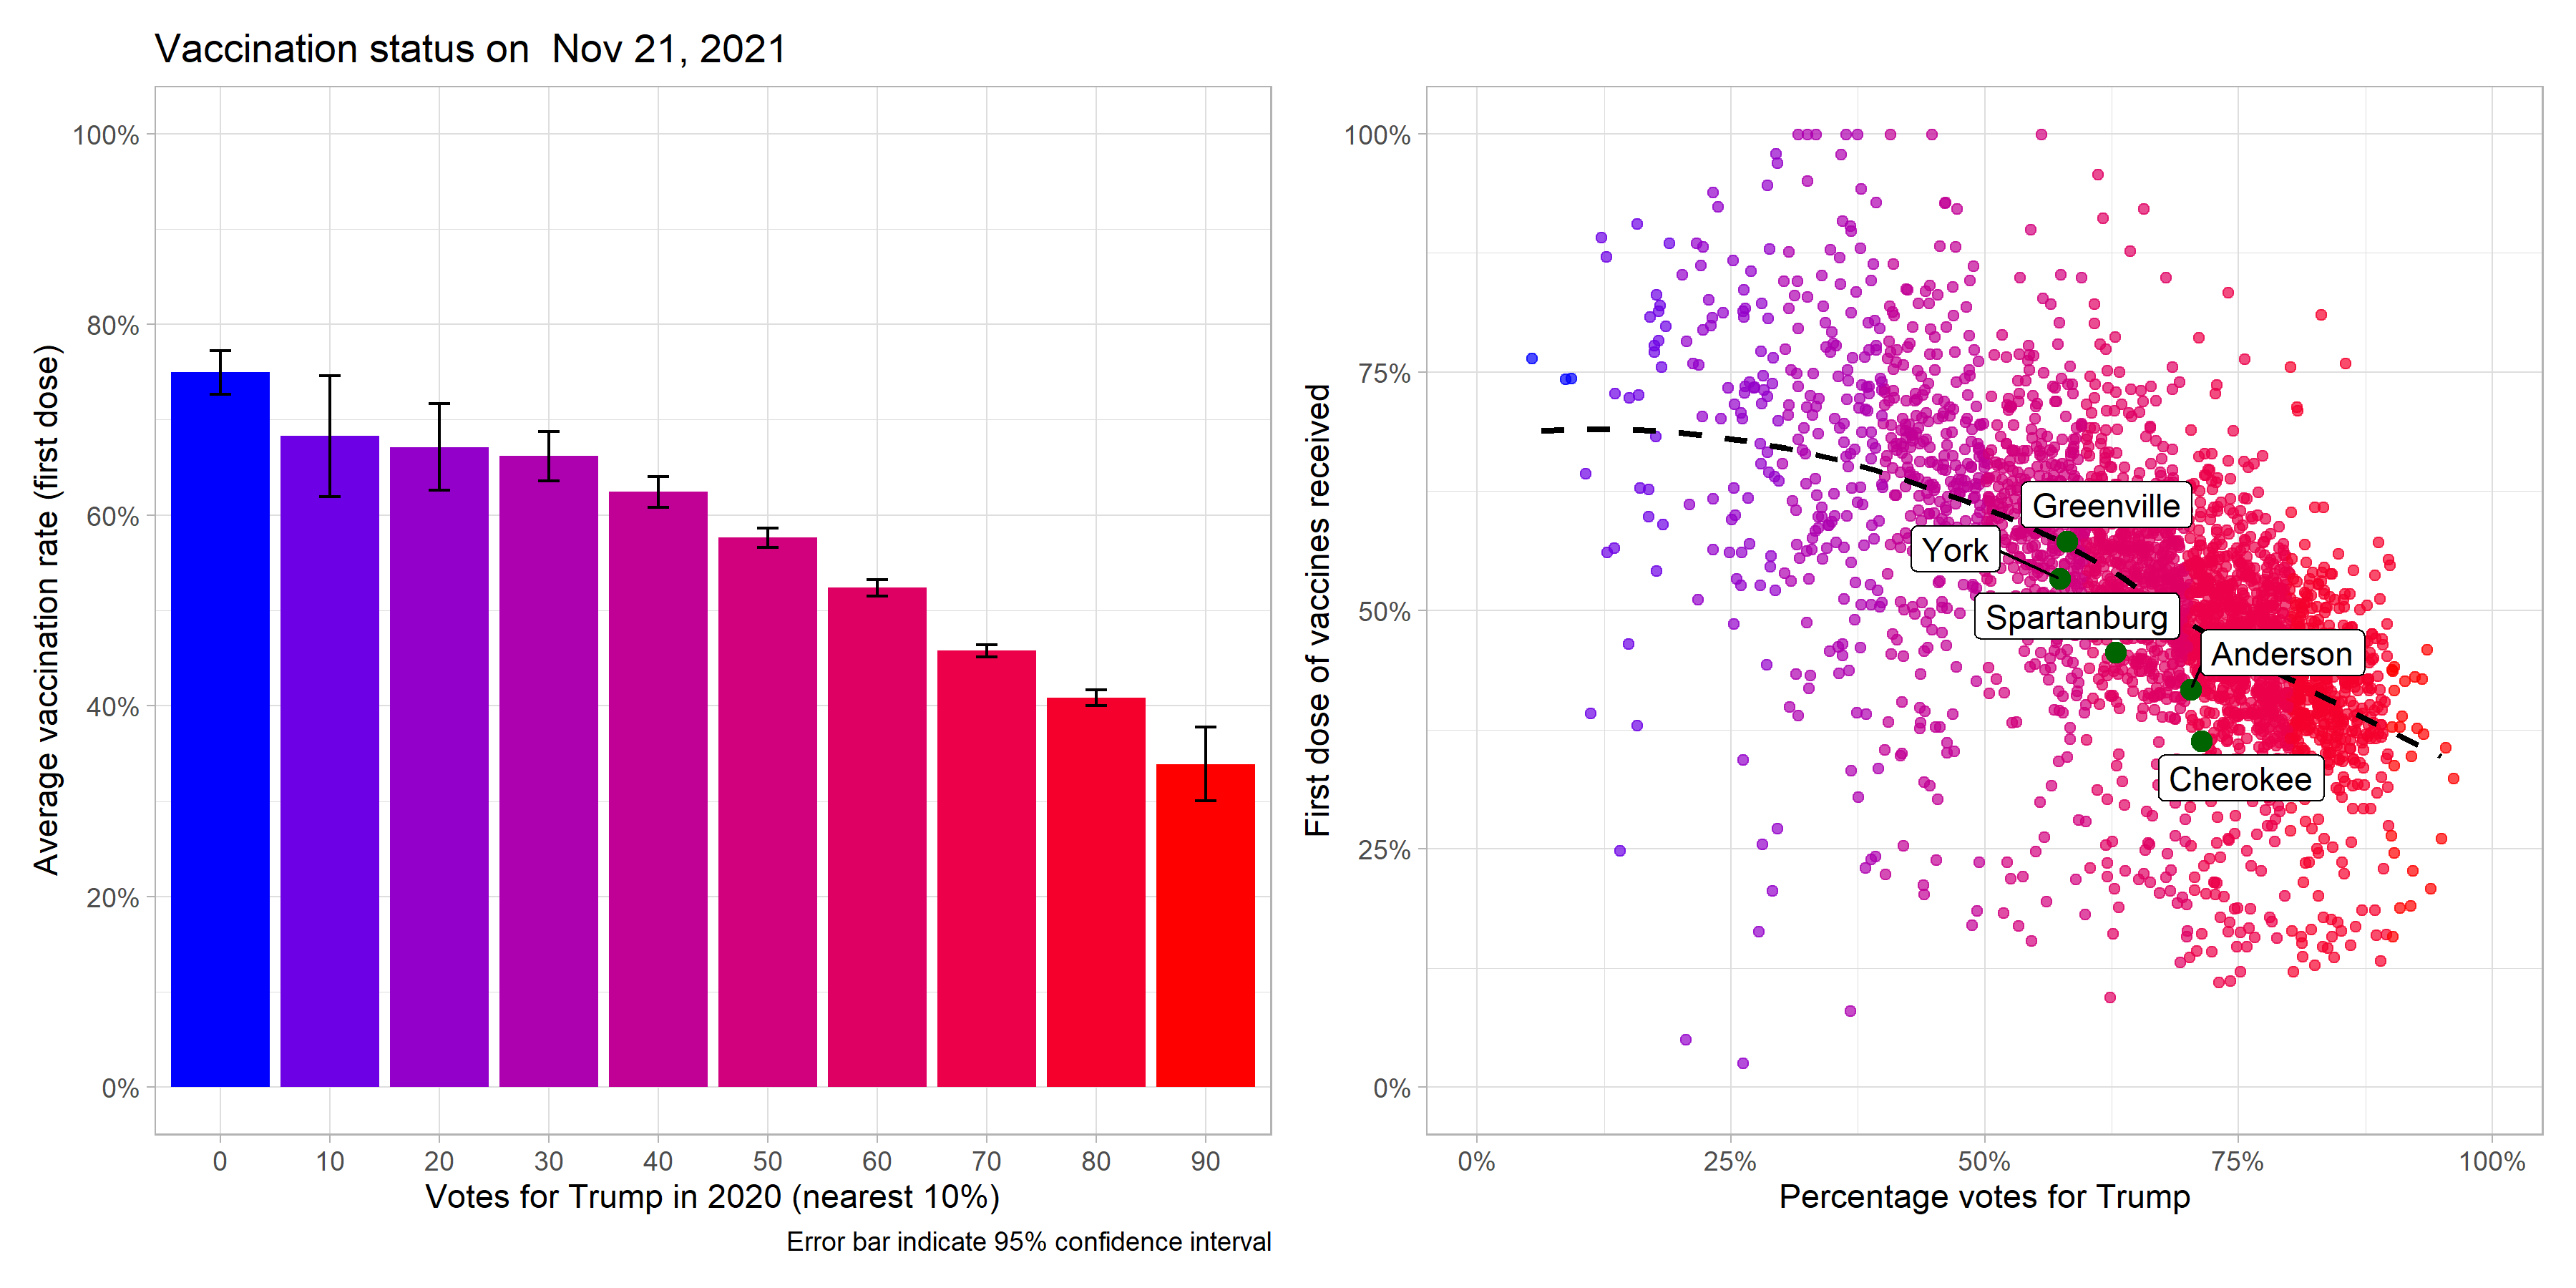 Vaccination status on  Nov 21, 2021
Average vaccination rate (first dose)
100%
80%
60%
40%
20%
0%
0 10 20 30 40 50 60 70 80 90
Votes for Trump in 2020 (nearest 10%)
Error bar indicate 95% confidence interval
First dose of vaccines received
100%
75%
50%
25%
0%
Greenville
York
Spartanburg
Anderson
Cherokee
0% 25% 50% 75% 100%
Percentage votes for Trump